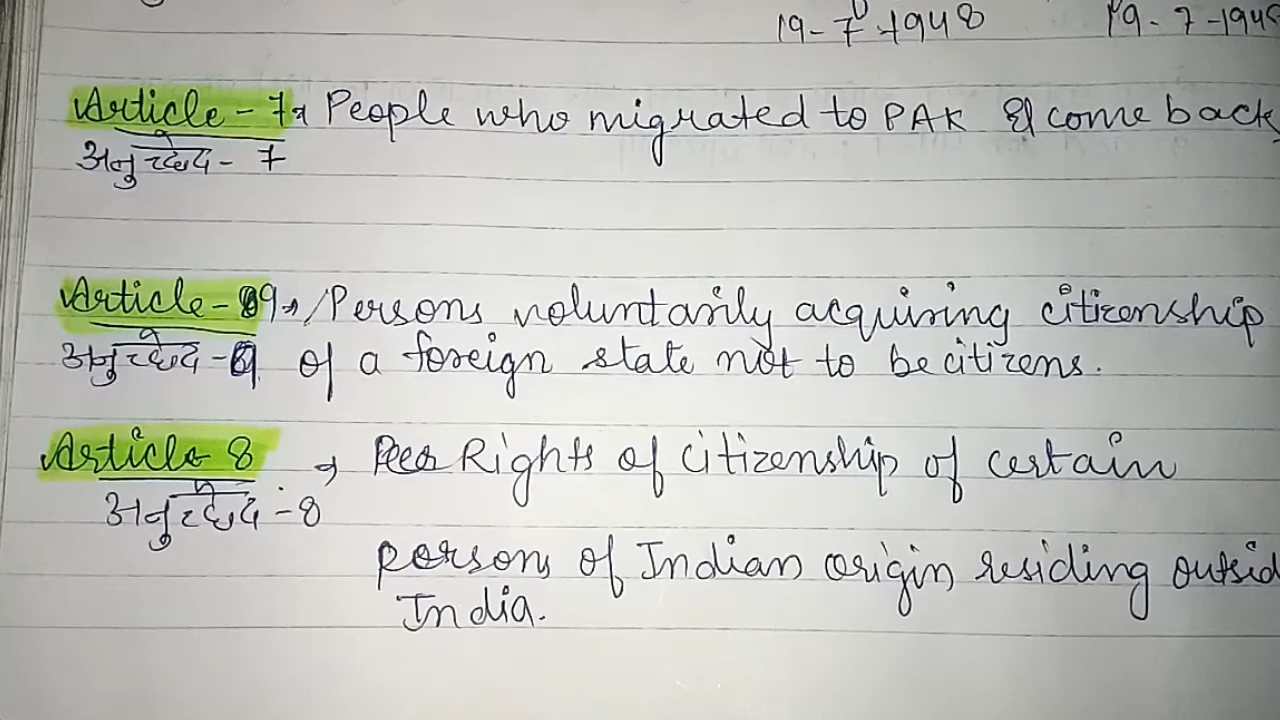 19-7-1948 19-7-194
Article-7→ People who migrated to PAK & come back
अनुच्छेद-7
Article-9→ Persons voluntarily acquiring citizenship
अनुच्छेद-9 of a foreign state not to be citizens.
Article 8 → Rights of citizenship of certain
अनुच्छेद-8
persons of Indian origin residing outsid
India.